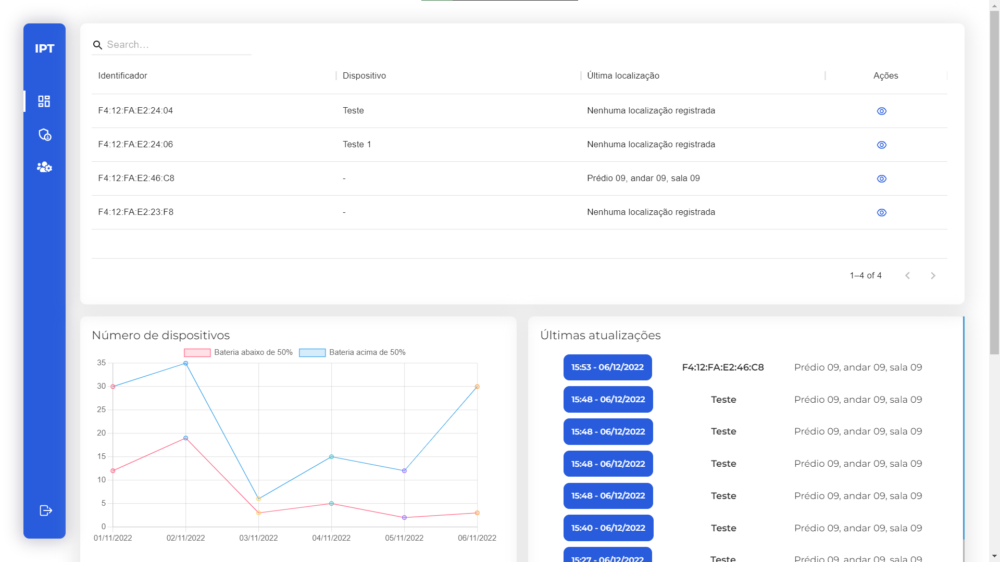 IPT
Search...
Identificador Dispositivo Última localização Ações
F4:12:FA:E2:24:04 Teste Nenhuma localização registrada
F4:12:FA:E2:24:06 Teste 1 Nenhuma localização registrada
F4:12:FA:E2:46:C8 - Prédio 09, andar 09, sala 09
F4:12:FA:E2:23:F8 - Nenhuma localização registrada
1–4 of 4
Número de dispositivos
Bateria abaixo de 50% Bateria acima de 50%
35
30
25
20
15
10
5
0
01/11/2022 02/11/2022 03/11/2022 04/11/2022 05/11/2022 06/11/2022
Últimas atualizações
15:53 - 06/12/2022 F4:12:FA:E2:46:C8 Prédio 09, andar 09, sala 09
15:48 - 06/12/2022 Teste Prédio 09, andar 09, sala 09
15:48 - 06/12/2022 Teste Prédio 09, andar 09, sala 09
15:48 - 06/12/2022 Teste Prédio 09, andar 09, sala 09
15:48 - 06/12/2022 Teste Prédio 09, andar 09, sala 09
15:40 - 06/12/2022 Teste Prédio 09, andar 09, sala 09
15:27 - 06/12/2022 Teste Prédio 09, andar 09, sala 09